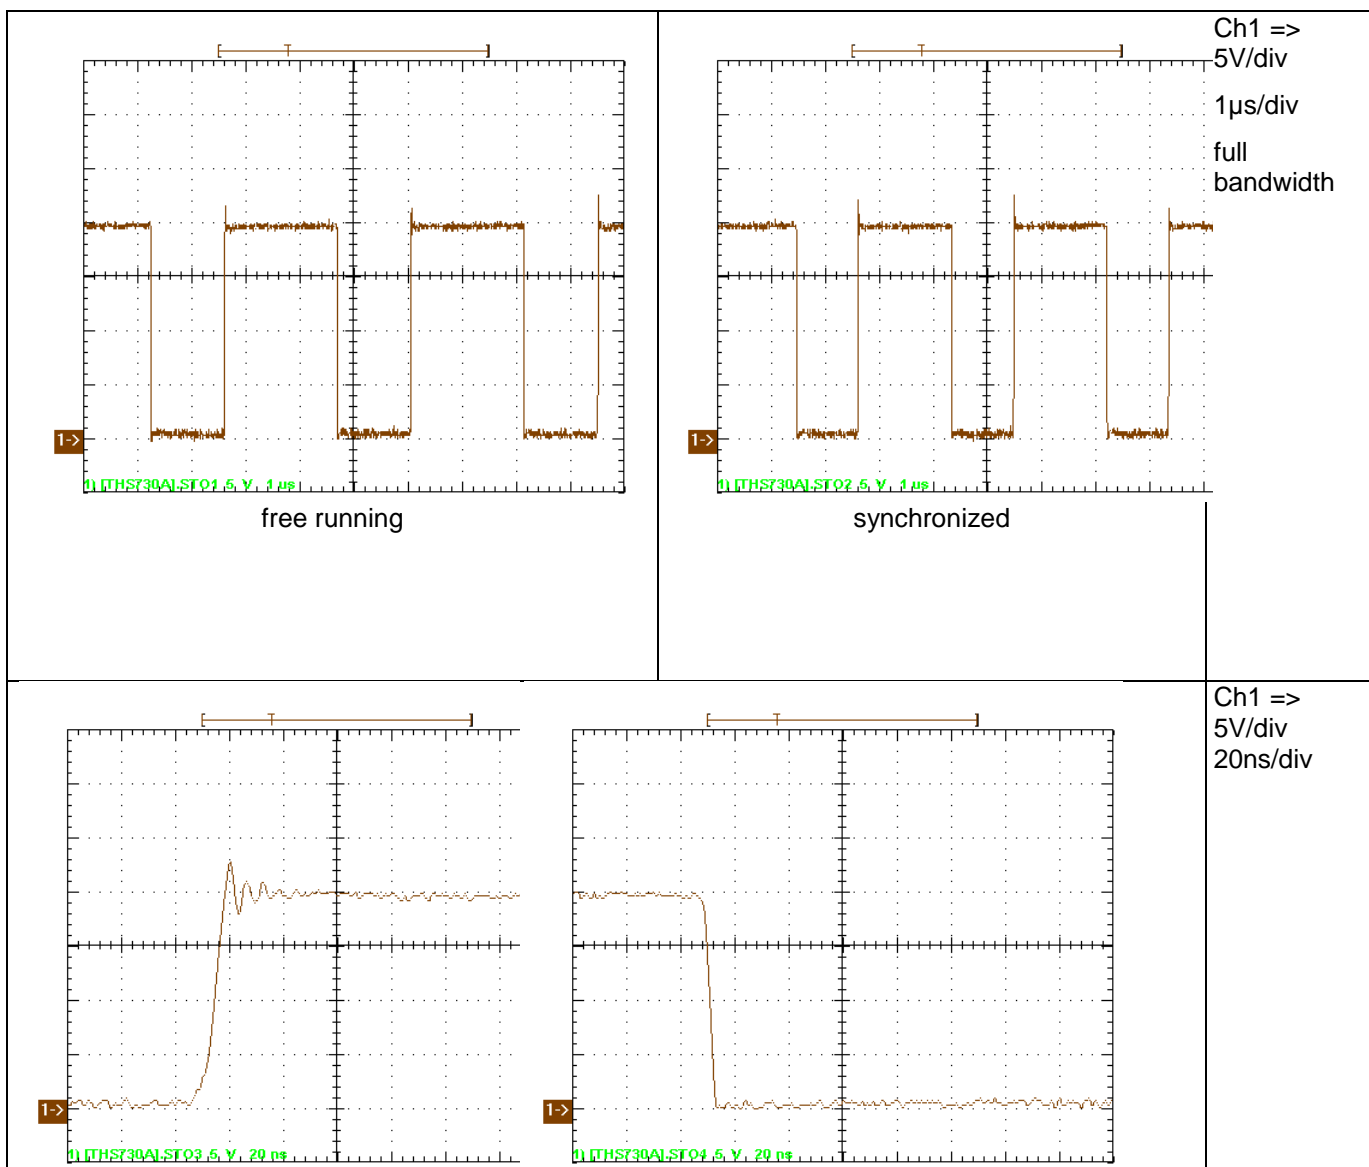 Ch1 =>
5V/div
1µs/div
full
bandwidth
1->
1) [THS730A].STO1 5 V 1 us
free running
1->
1) [THS730A].STO2 5 V 1 us
synchronized
Ch1 =>
5V/div
20ns/div
1->
1) [THS730A].STO3 5 V 20 ns
1->
1) [THS730A].STO4 5 V 20 ns